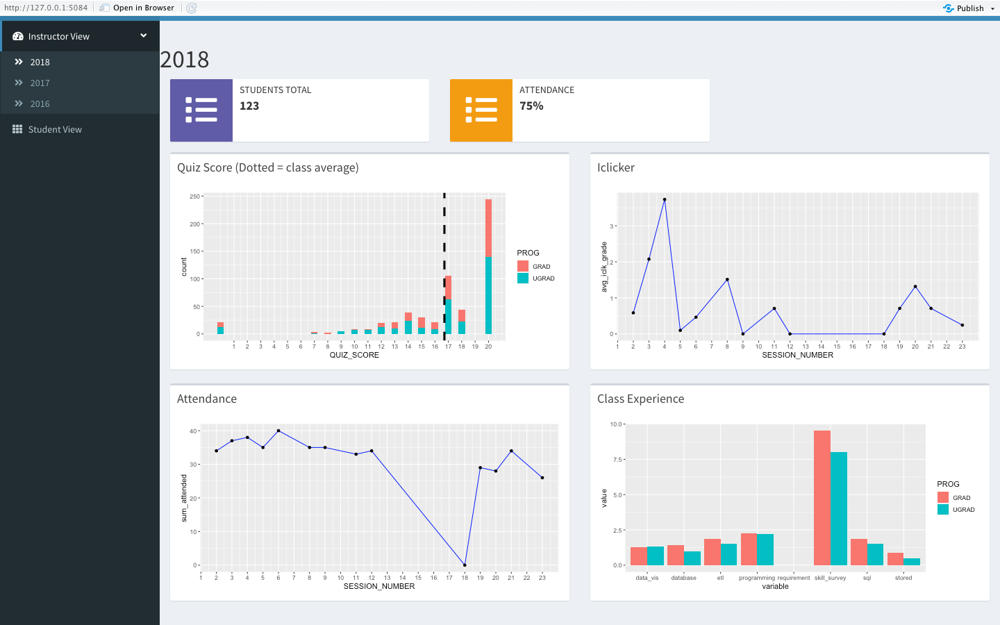 http://127.0.0.1:5084 Open in Browser Publish
Instructor View
2018
2017
2016
Student View
2018
STUDENTS TOTAL
123
ATTENDANCE
75%
Quiz Score (Dotted = class average)
250
200
150
100
50
0
count
1 2 3 4 5 6 7 8 9 10 11 12 13 14 15 16 17 18 19 20
QUIZ_SCORE
PROG
GRAD
UGRAD
Iclicker
3
2
1
0
avg_iclk_grade
1 2 3 4 5 6 7 8 9 10 11 12 13 14 15 16 17 18 19 20 21 22 23
SESSION_NUMBER
Attendance
40
30
20
10
0
sum_attended
1 2 3 4 5 6 7 8 9 10 11 12 13 14 15 16 17 18 19 20 21 22 23
SESSION_NUMBER
Class Experience
10.0
7.5
5.0
2.5
0.0
value
data_vis database etl programming requirement skill_survey sql stored
variable
PROG
GRAD
UGRAD